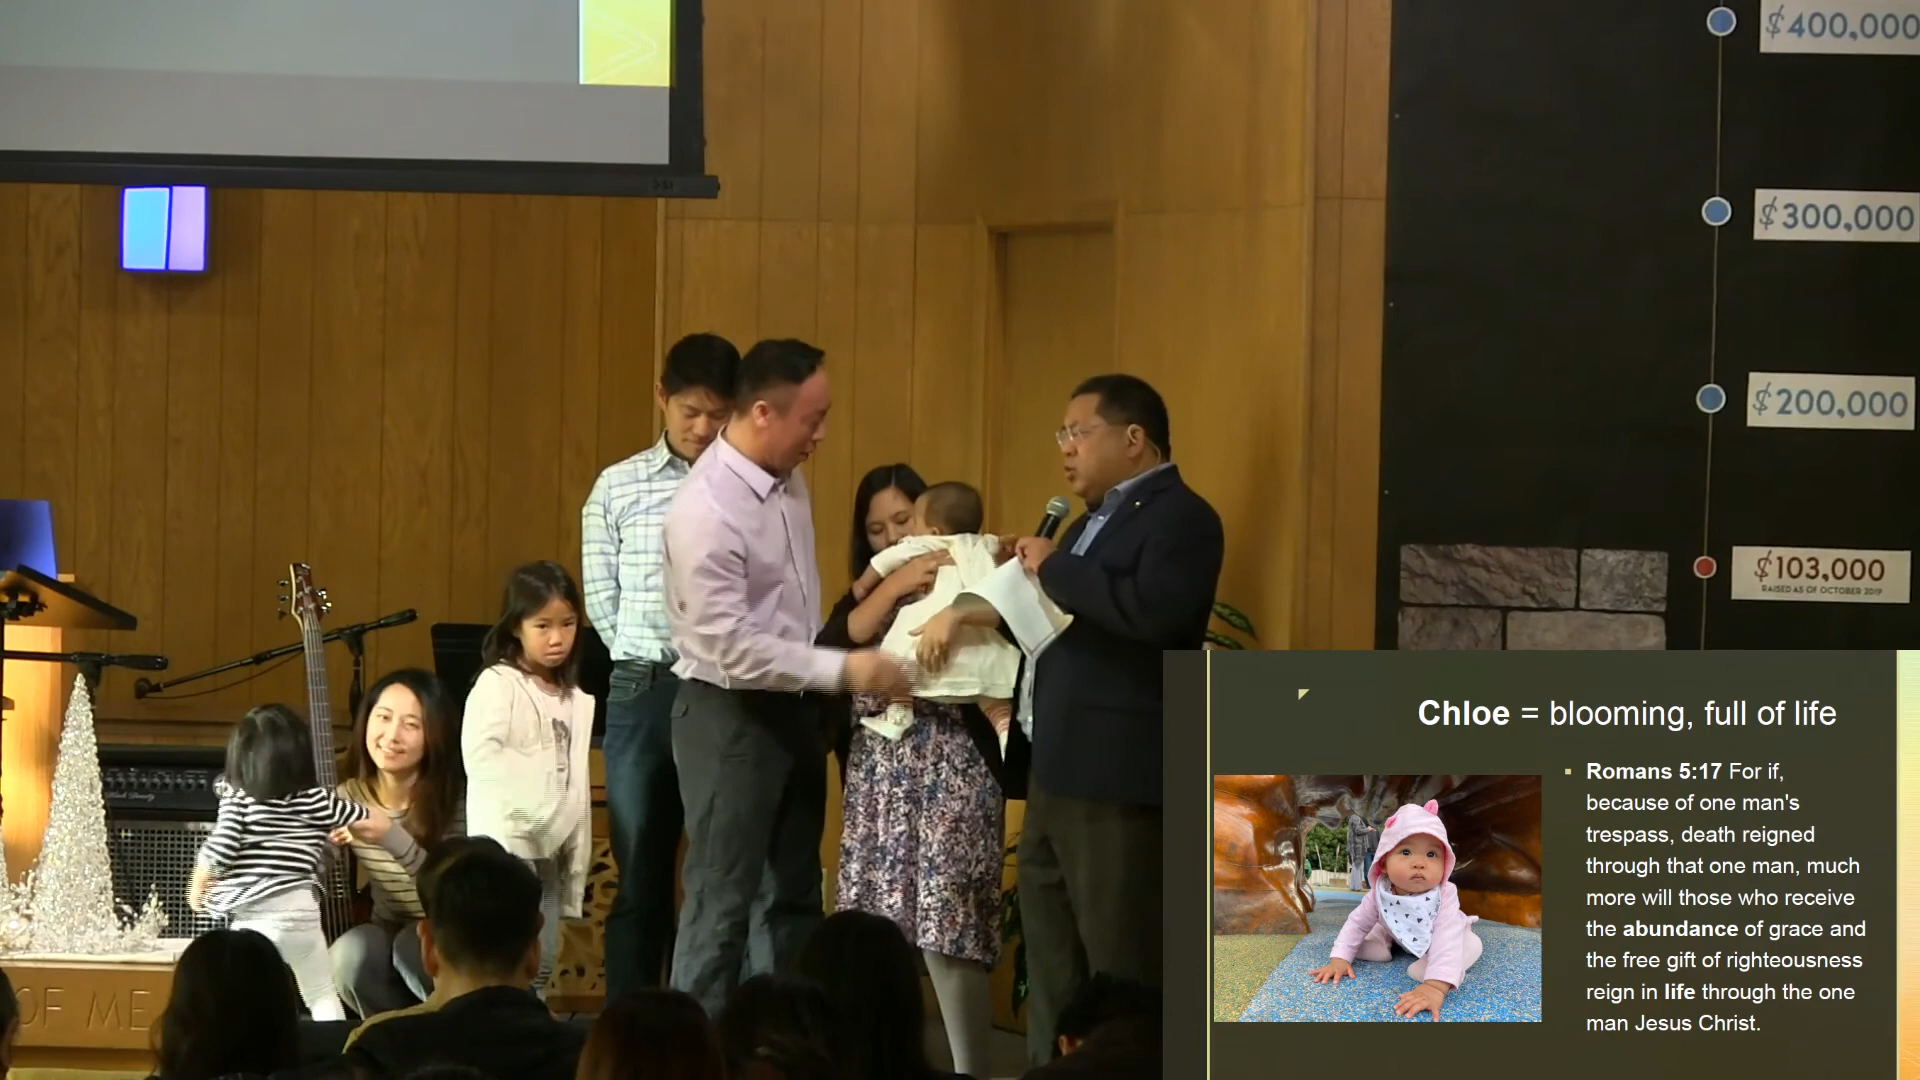 $400,000
$300,000
$200,000
$103,000
RAISED AS OF OCTOBER 2019
OF ME
Chloe = blooming, full of life
Romans 5:17 For if,
because of one man's
trespass, death reigned
through that one man, much
more will those who receive
the abundance of grace and
the free gift of righteousness
reign in life through the one
man Jesus Christ.